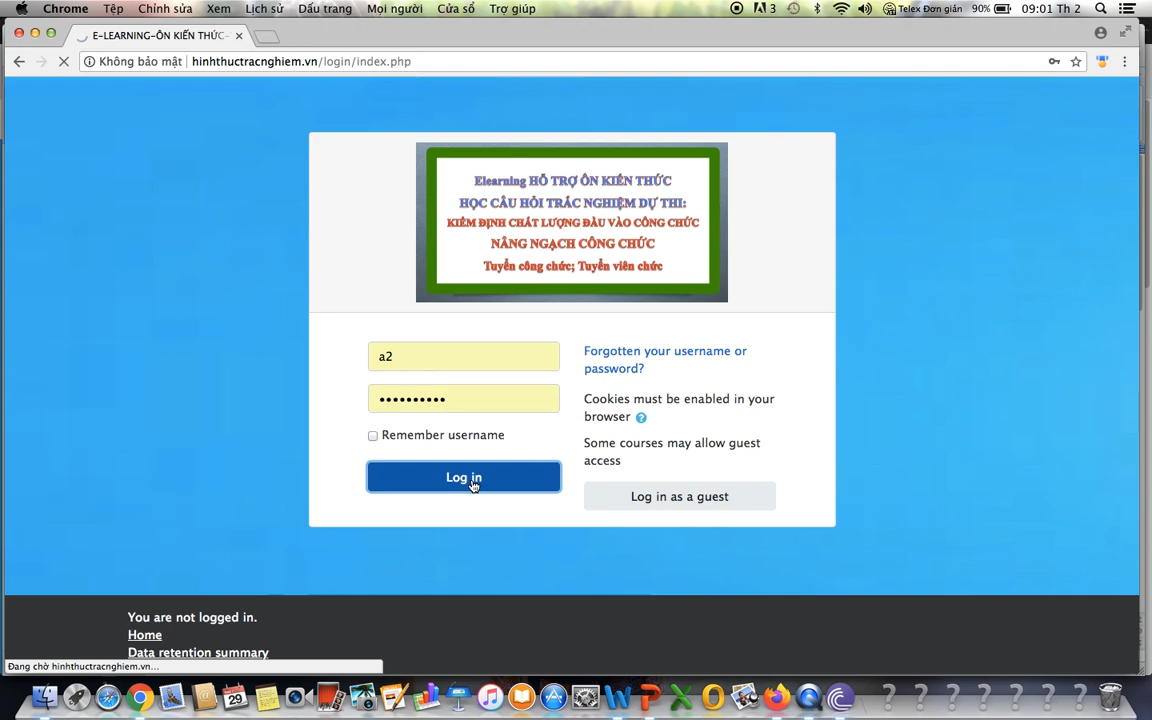 Chrome Tệp Chỉnh sửa Xem Lịch sử Dấu trang Mọi người Cửa sổ Trợ giúp 3 Telex Đơn giản 90% 09:01 Th 2
E-LEARNING-ÔN KIẾN THỨC-
Không bảo mật hinhthuctracnghiem.vn/login/index.php
Elearning HỖ TRỢ ÔN KIẾN THỨC
HỌC CÂU HỎI TRẮC NGHIỆM DỰ THI:
KIỂM ĐỊNH CHẤT LƯỢNG ĐẦU VÀO CÔNG CHỨC
NÂNG NGẠCH CÔNG CHỨC
Tuyển công chức; Tuyển viên chức
a2
••••••••••
Remember username
Log in
Forgotten your username or
password?
Cookies must be enabled in your
browser ?
Some courses may allow guest
access
Log in as a guest
You are not logged in.
Home
Data retention summary
Đang chờ hinhthuctracnghiem.vn...
29